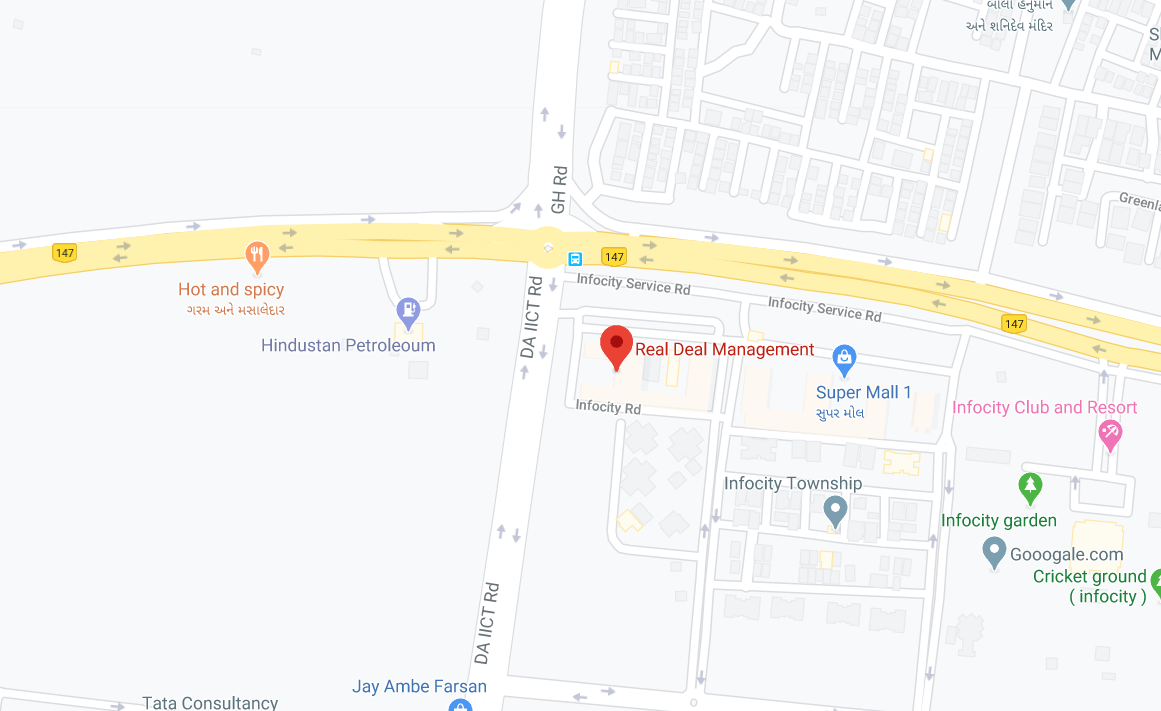 બાલા હનુમાન
અને શનિદેવ મંદિર
GH Rd
Greenla
147
147
Hot and spicy
ગરમ અને મસાલેદાર
Infocity Service Rd
Infocity Service Rd
147
DA IICT Rd
Hindustan Petroleoum
Real Deal Management
Super Mall 1
સુપર મોલ
Infocity Rd
Infocity Club and Resort
Infocity Township
Infocity garden
Gooogale.com
Cricket ground
( infocity )
DA IICT Rd
Jay Ambe Farsan
Tata Consultancy